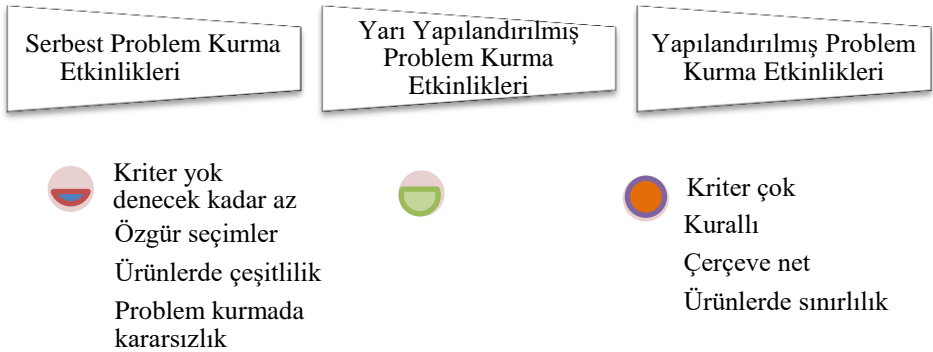 Serbest Problem Kurma
Etkinlikleri
Yarı Yapılandırılmış
Problem Kurma
Etkinlikleri
Yapılandırılmış Problem
Kurma Etkinlikleri
Kriter yok
denecek kadar az
Özgür seçimler
Ürünlerde çeşitlilik
Problem kurmada
kararsızlık
Kriter çok
Kurallı
Çerçeve net
Ürünlerde sınırlılık